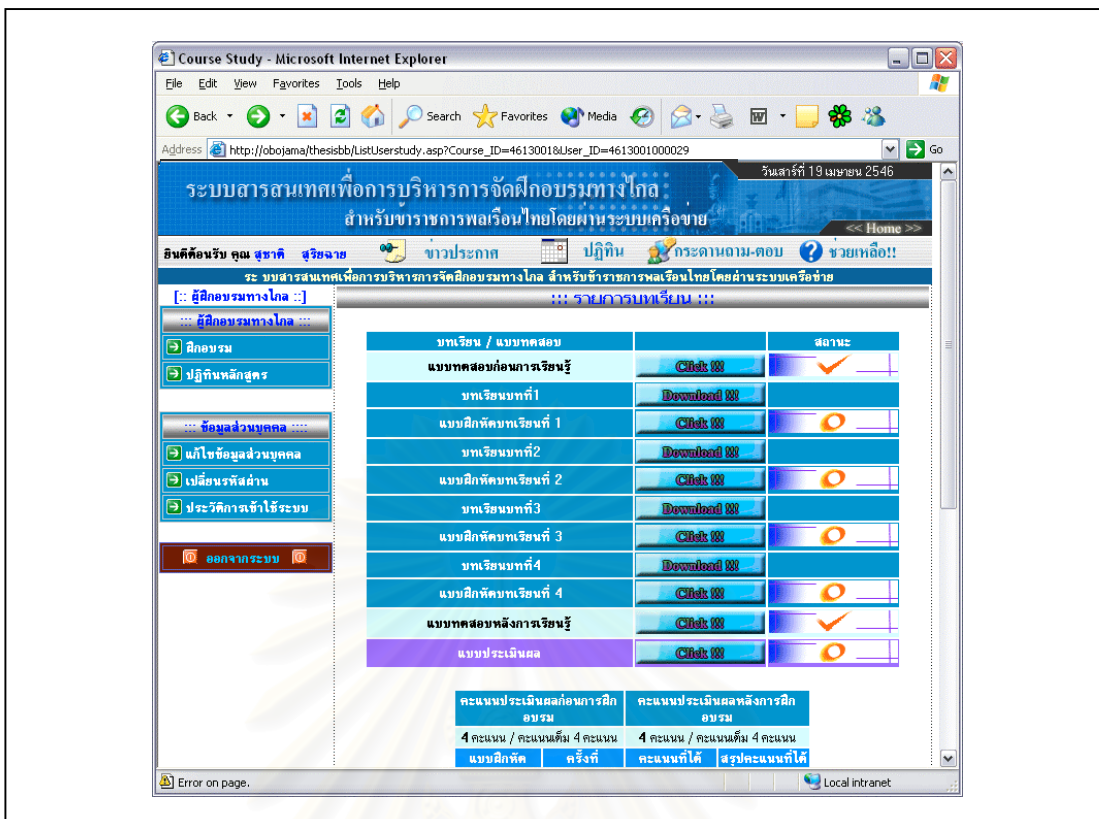 Course Study - Microsoft Internet Explorer
File Edit View Favorites Tools Help
Back Search Favorites Media
Address http://obojama/thesisbb/ListUserstudy.asp?Course_ID=4613001&User_ID=4613001000029 Go
วันเสาร์ที่ 19 เมษายน 2546
ระบบสารสนเทศเพื่อการบริหารการจัดฝึกอบรมทางไกล
สำหรับข้าราชการพลเรือนไทยโดยผ่านระบบเครือข่าย
<< Home >>
ยินดีต้อนรับ คุณ สุชาติ สุริยฉาย ข่าวประกาศ ปฏิทิน กระดานถาม-ตอบ ช่วยเหลือ!!
ระ บบสารสนเทศเพื่อการบริหารการจัดฝึกอบรมทางไกล สำหรับข้าราชการพลเรือนไทยโดยผ่านระบบเครือข่าย
[:: ผู้ฝึกอบรมทางไกล ::]
::: ผู้ฝึกอบรมทางไกล :::
ฝึกอบรม
ปฏิทินหลักสูตร
::: ข้อมูลส่วนบุคคล ::::
แก้ไขข้อมูลส่วนบุคคล
เปลี่ยนรหัสผ่าน
ประวัติการเข้าใช้ระบบ
ออกจากระบบ
::: รายการบทเรียน :::
บทเรียน / แบบทดสอบ สถานะ
แบบทดสอบก่อนการเรียนรู้ Click !!!
บทเรียนบทที่1 Download !!!
แบบฝึกหัดบทเรียนที่ 1 Click !!!
บทเรียนบทที่2 Download !!!
แบบฝึกหัดบทเรียนที่ 2 Click !!!
บทเรียนบทที่3 Download !!!
แบบฝึกหัดบทเรียนที่ 3 Click !!!
บทเรียนบทที่4 Download !!!
แบบฝึกหัดบทเรียนที่ 4 Click !!!
แบบทดสอบหลังการเรียนรู้ Click !!!
แบบประเมินผล Click !!!
คะแนนประเมินผลก่อนการฝึก คะแนนประเมินผลหลังการฝึก
อบรม อบรม
4 คะแนน / คะแนนเต็ม 4 คะแนน 4 คะแนน / คะแนนเต็ม 4 คะแนน
แบบฝึกหัด ครั้งที่ คะแนนที่ได้ สรุปคะแนนที่ได้
Error on page. Local intranet